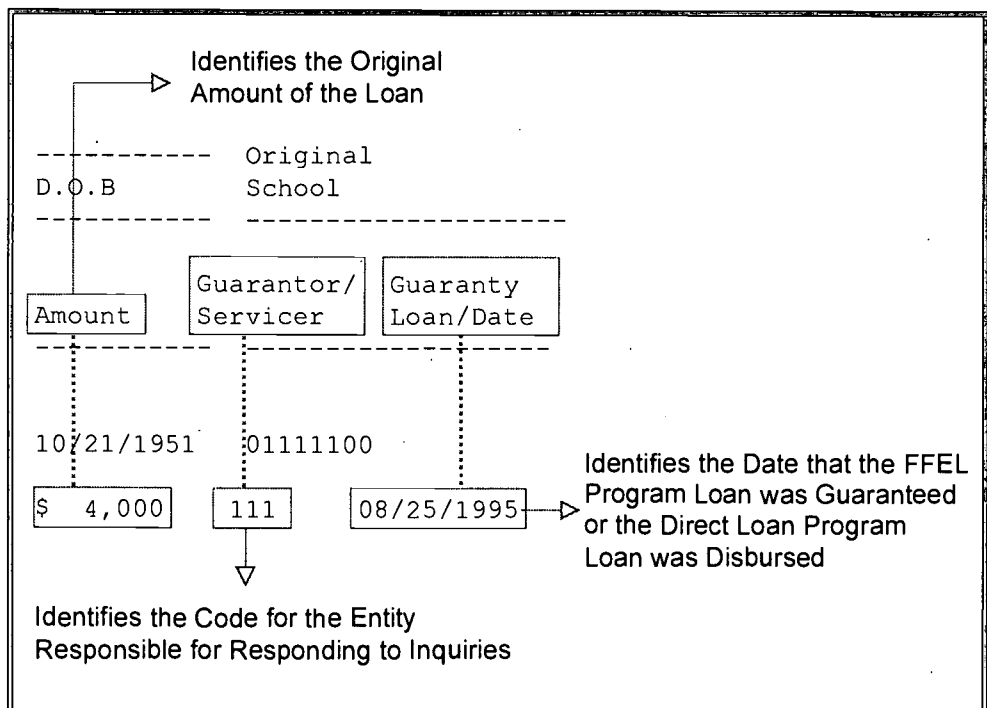 Identifies the Original
Amount of the Loan
---------- Original
D.O.B School
---------- ------------------
Guarantor/ Guaranty
Amount Servicer Loan/Date
---------- -----------------
10/21/1951 01111100
$ 4,000 111 08/25/1995
Identifies the Date that the FFEL
Program Loan was Guaranteed
or the Direct Loan Program
Loan was Disbursed
Identifies the Code for the Entity
Responsible for Responding to Inquiries